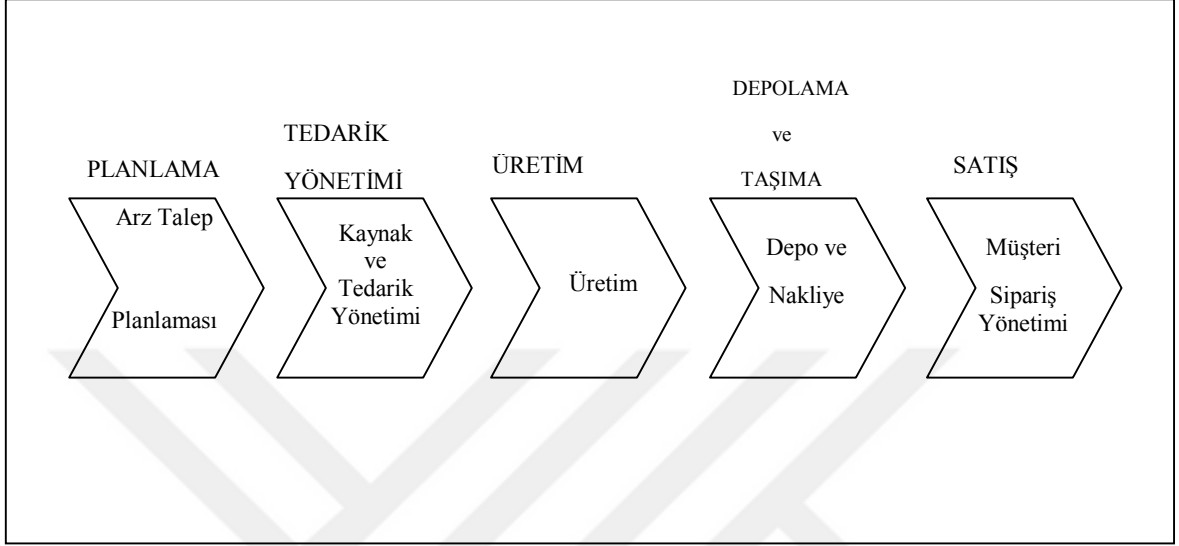 PLANLAMA
Arz Talep
Planlaması
TEDARİK
YÖNETİMİ
Kaynak
ve
Tedarik
Yönetimi
ÜRETİM
Üretim
DEPOLAMA
ve
TAŞIMA
Depo ve
Nakliye
SATIŞ
Müşteri
Sipariş
Yönetimi